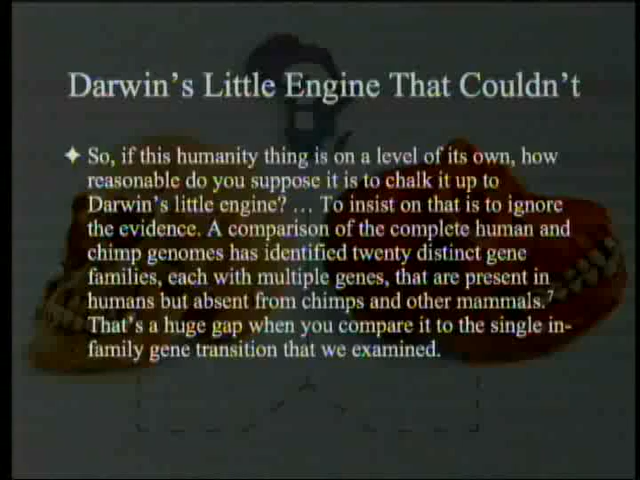 Darwin's Little Engine That Couldn't
✦ So, if this humanity thing is on a level of its own, how
reasonable do you suppose it is to chalk it up to
Darwin's little engine? … To insist on that is to ignore
the evidence. A comparison of the complete human and
chimp genomes has identified twenty distinct gene
families, each with multiple genes, that are present in
humans but absent from chimps and other mammals.7
That's a huge gap when you compare it to the single in-
family gene transition that we examined.